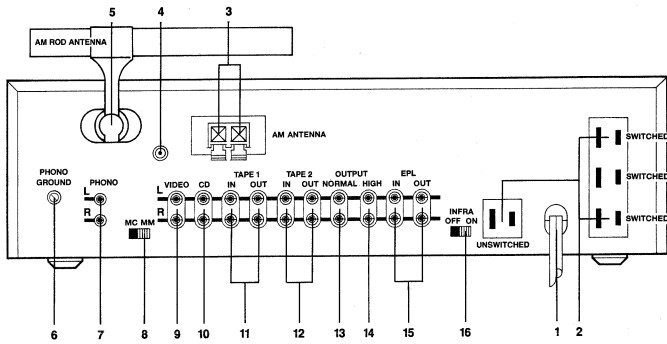 5 4 3
AM ROD ANTENNA
AM ANTENNA
SWITCHED
SWITCHED
SWITCHED
PHONO
GROUND
PHONO
L
R
MC MM
L
R
VIDEO
CD
TAPE 1
IN OUT
TAPE 2
IN OUT
OUTPUT
NORMAL HIGH
EPL
IN OUT
INFRA
OFF ON
UNSWITCHED
6 7 8 9 10 11 12 13 14 15 16 1 2